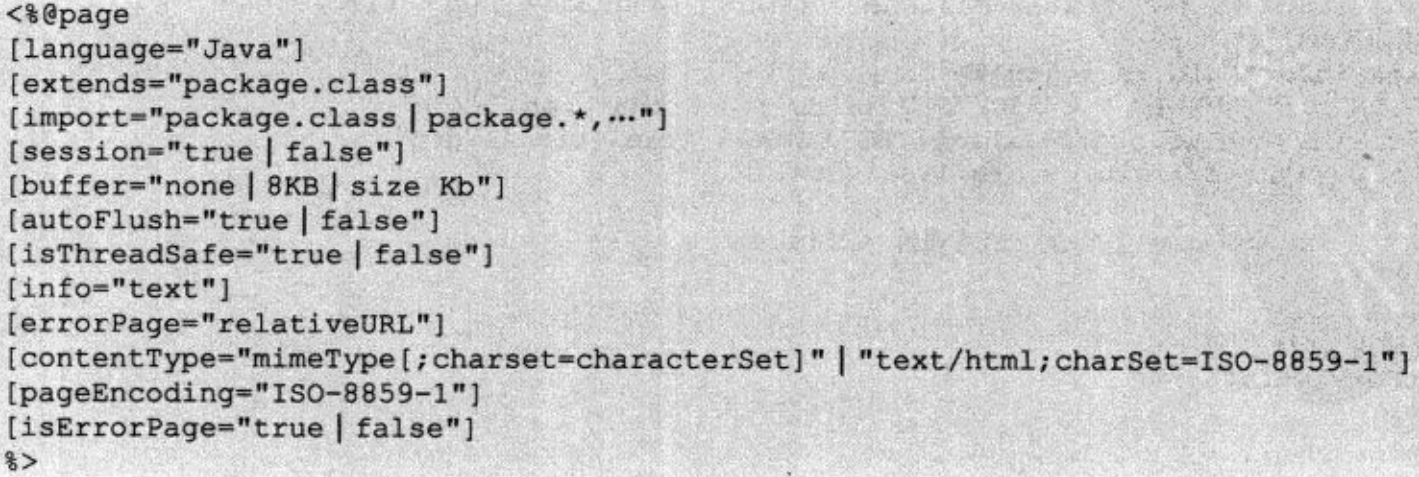 <%@page
[language="Java"]
[extends="package.class"]
[import="package.class | package.*,···"]
[session="true | false"]
[buffer="none | 8KB | size Kb"]
[autoFlush="true | false"]
[isThreadSafe="true | false"]
[info="text"]
[errorPage="relativeURL"]
[contentType="mimeType[;charset=characterSet]" | "text/html;charSet=ISO-8859-1"]
[pageEncoding="ISO-8859-1"]
[isErrorPage="true | false"]
%>